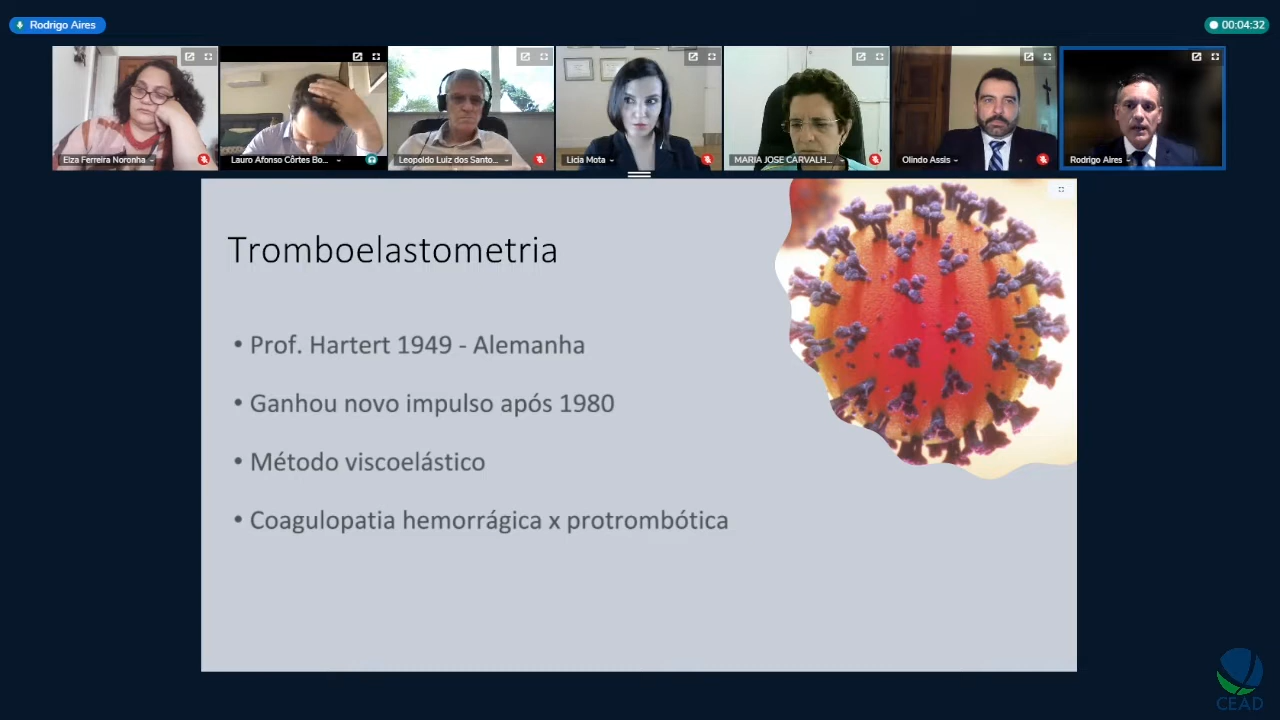 Rodrigo Aires
00:04:32
Elza Ferreira Noronha
Lauro Afonso Côrtes Bo...
Leopoldo Luiz dos Santo...
Licia Mota
MARIA JOSE CARVALH...
Olindo Assis
Rodrigo Aires
Tromboelastometria
• Prof. Hartert 1949 - Alemanha
• Ganhou novo impulso após 1980
• Método viscoelástico
• Coagulopatia hemorrágica x protrombótica
CEAD